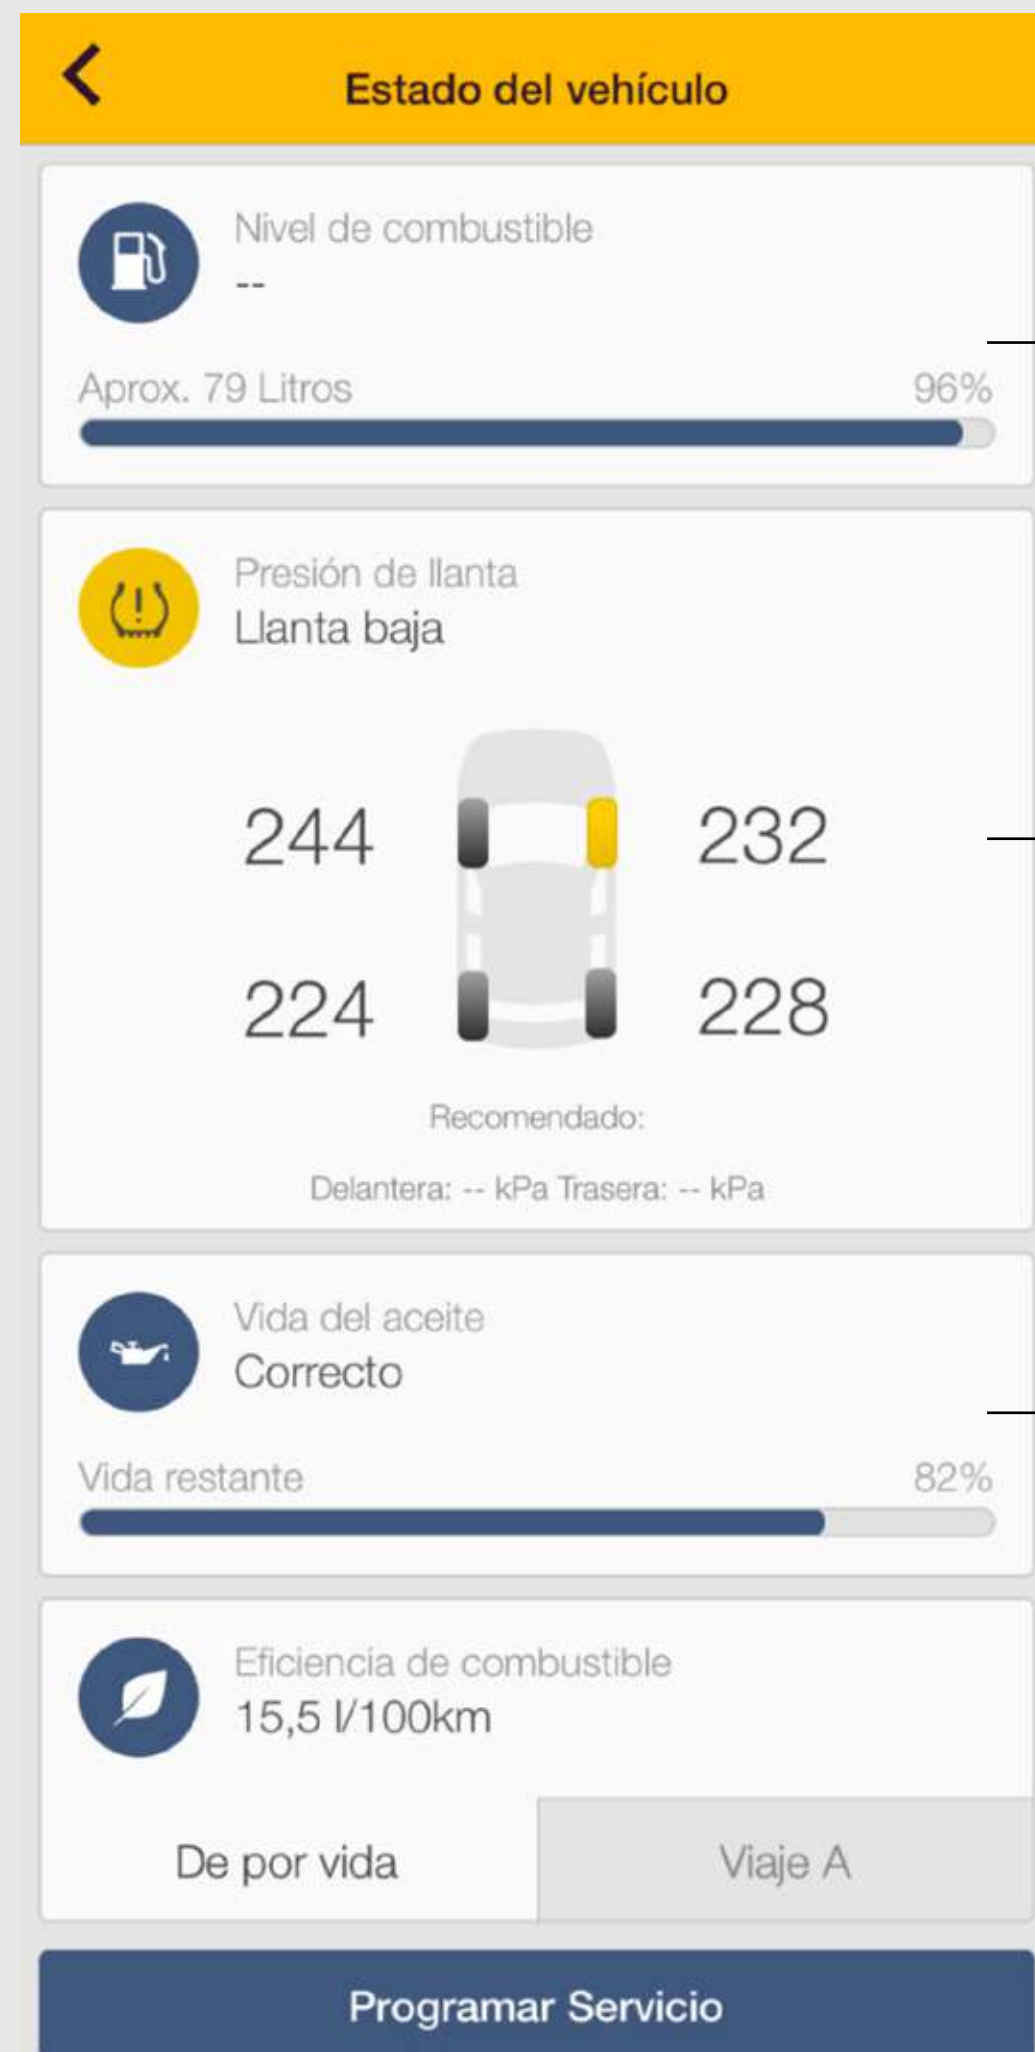 Estado del vehículo
Nivel de combustible
--
Aprox. 79 Litros 96%
Presión de llanta
Llanta baja
244 232
224 228
Recomendado:
Delantera: -- kPa Trasera: -- kPa
Vida del aceite
Correcto
Vida restante 82%
Eficiencia de combustible
15,5 l/100km
De por vida Viaje A
Programar Servicio